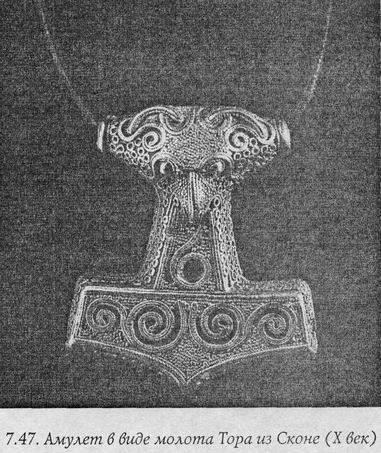 7.47. Амулет в виде молота Тора из Сконе (X век)